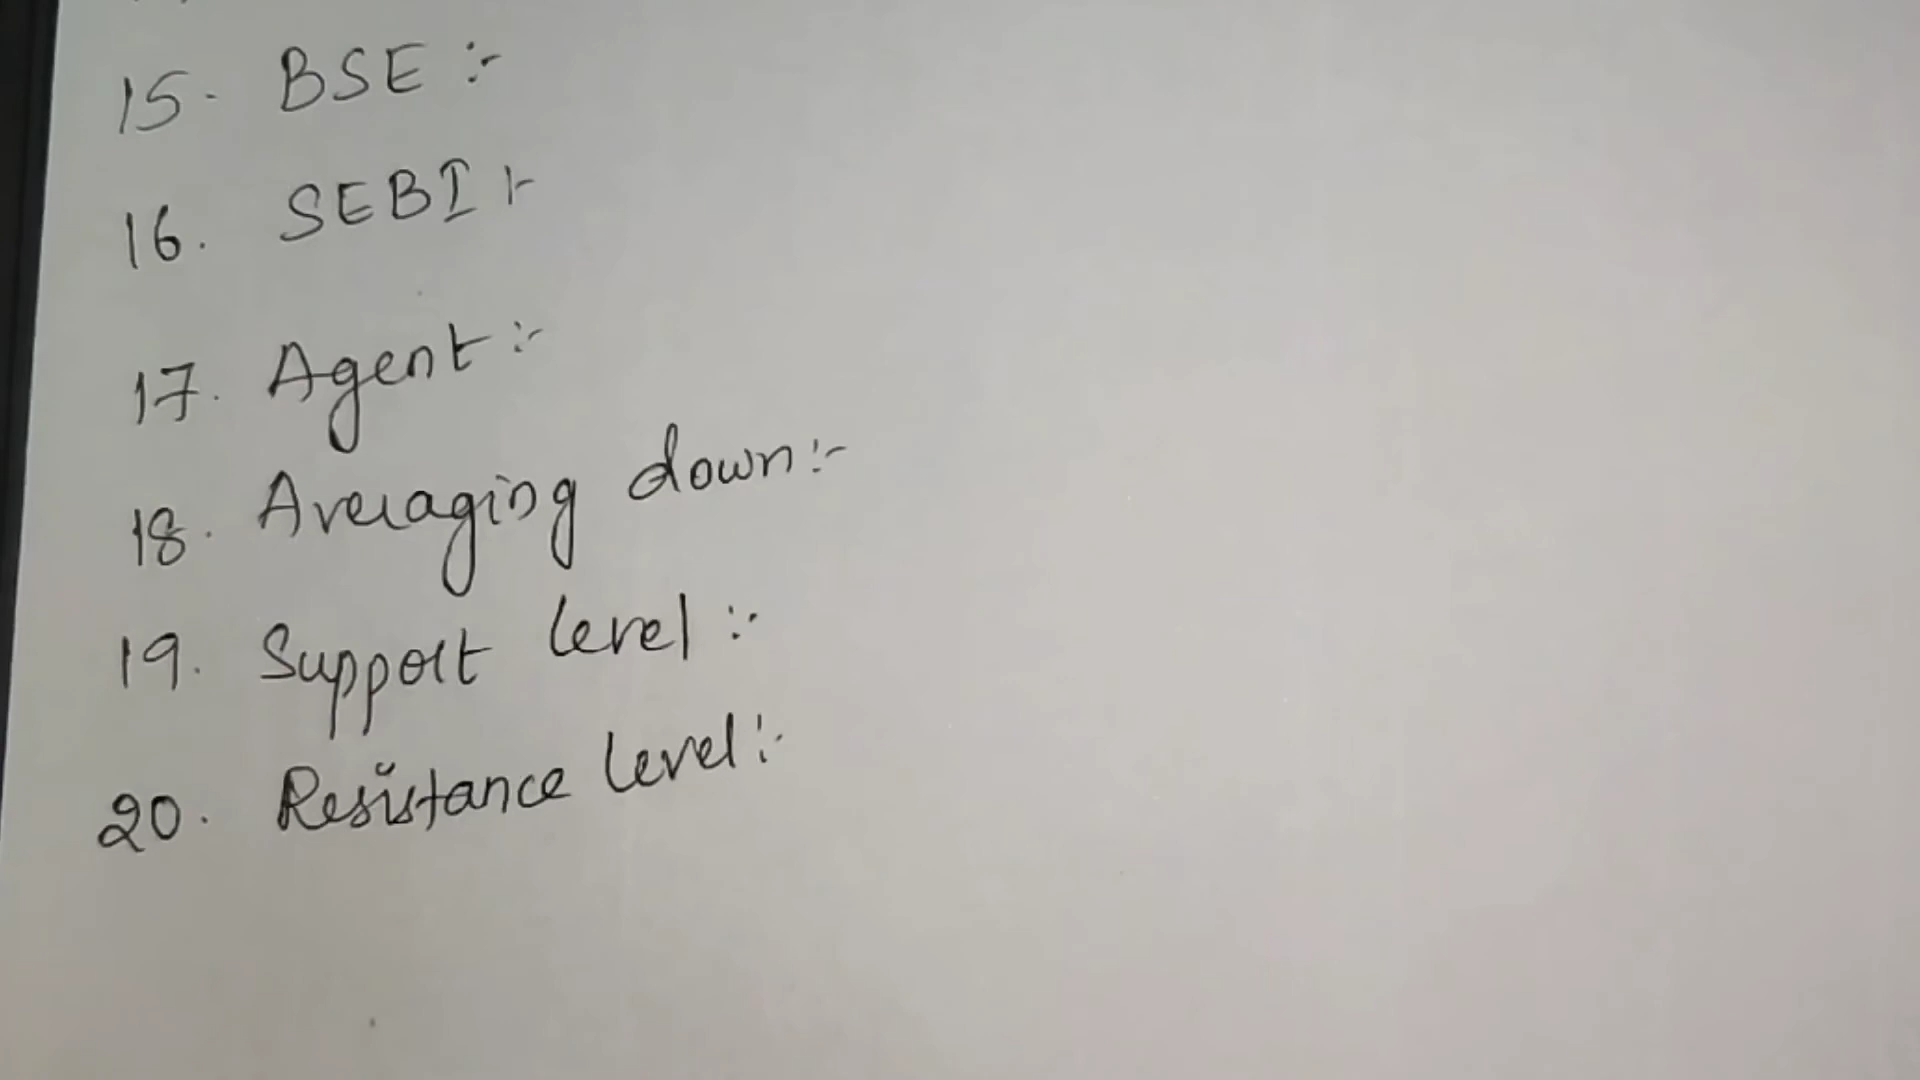 15. BSE :-
16. SEBI :-
17. Agent :-
18. Averaging down :-
19. Support level :-
20. Resistance level :-